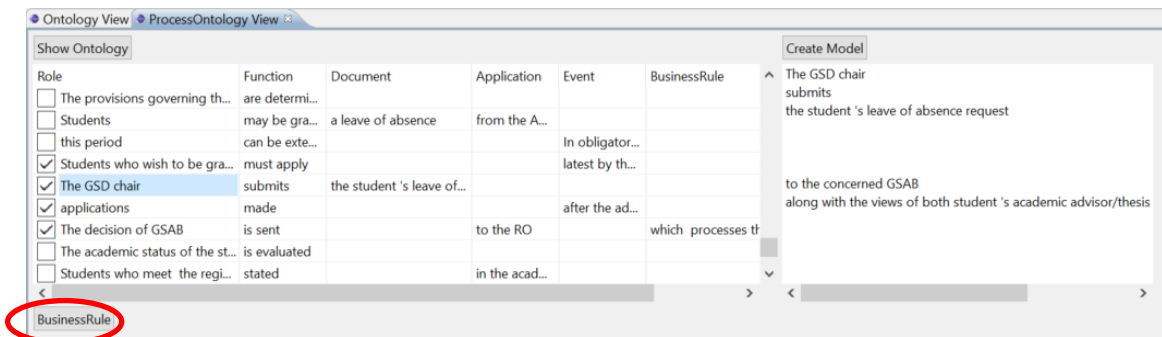 Ontology View ProcessOntology View
Show Ontology Create Model
Role Function Document Application Event BusinessRule
The provisions governing th... are determi...
Students may be gra... a leave of absence from the A...
this period can be exte... In obligator...
Students who wish to be gra... must apply latest by th...
The GSD chair submits the student 's leave of...
applications made after the ad...
The decision of GSAB is sent to the RO which processes th
The academic status of the st... is evaluated
Students who meet the regi... stated in the acad...
BusinessRule
The GSD chair
submits
the student 's leave of absence request
to the concerned GSAB
along with the views of both student 's academic advisor/thesis